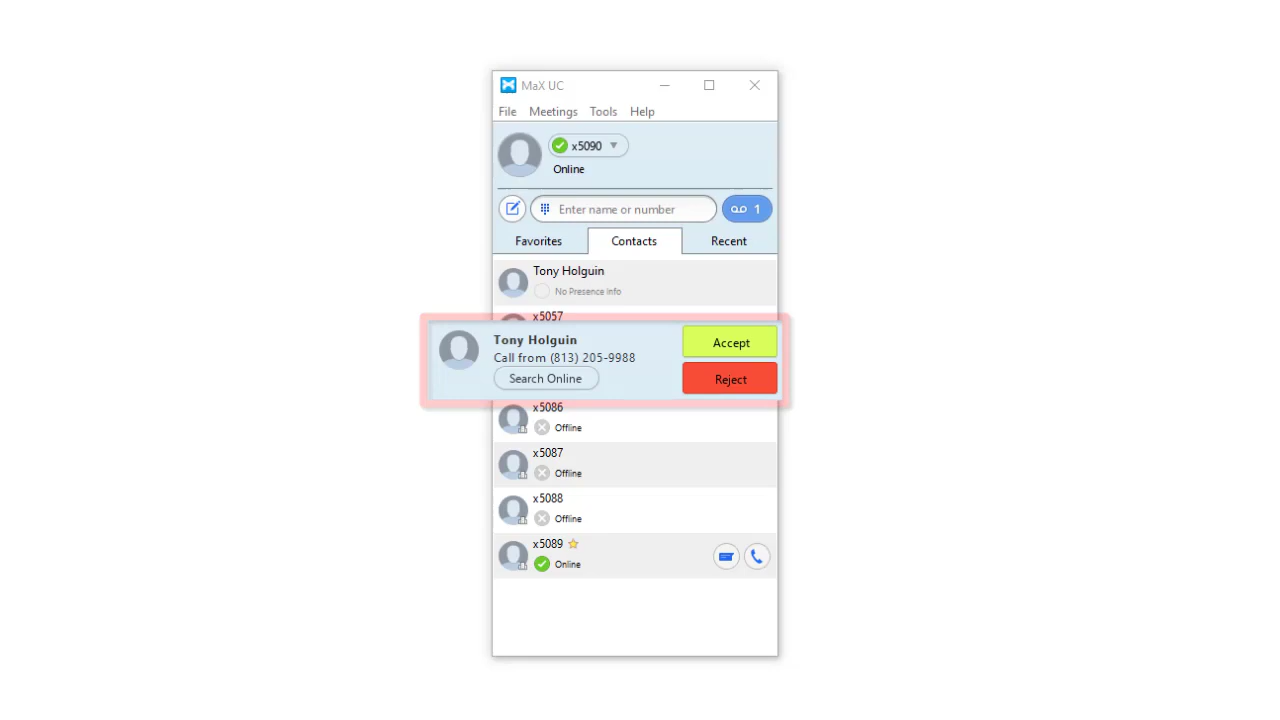 MaX UC
File Meetings Tools Help
x5090
Online
Enter name or number
1
Favorites Contacts Recent
Tony Holguin
No Presence Info
x5057
Tony Holguin
Call from (813) 205-9988
Search Online
Accept
Reject
x5086
Offline
x5087
Offline
x5088
Offline
x5089
Online